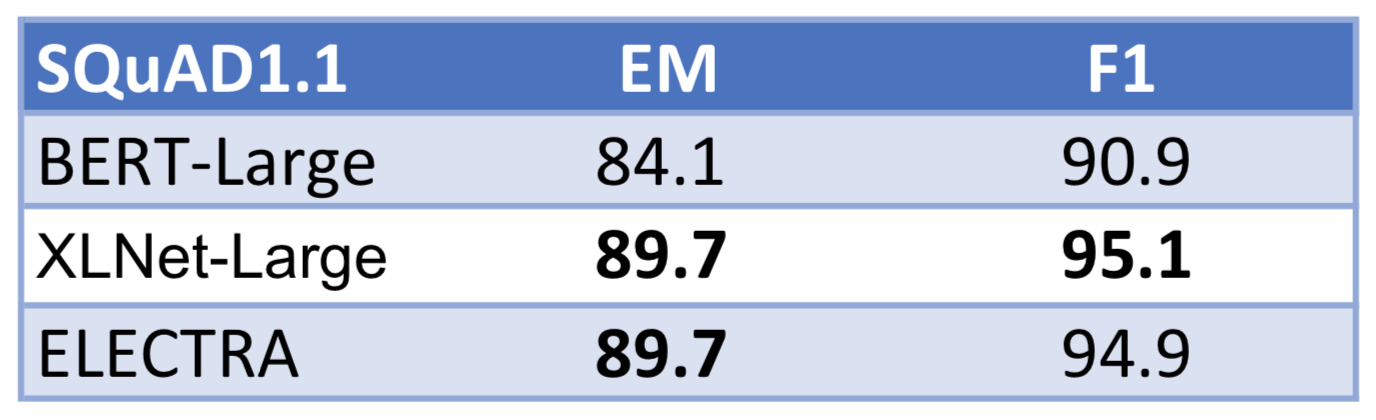 SQuAD1.1 EM F1
BERT-Large 84.1 90.9
XLNet-Large 89.7 95.1
ELECTRA 89.7 94.9